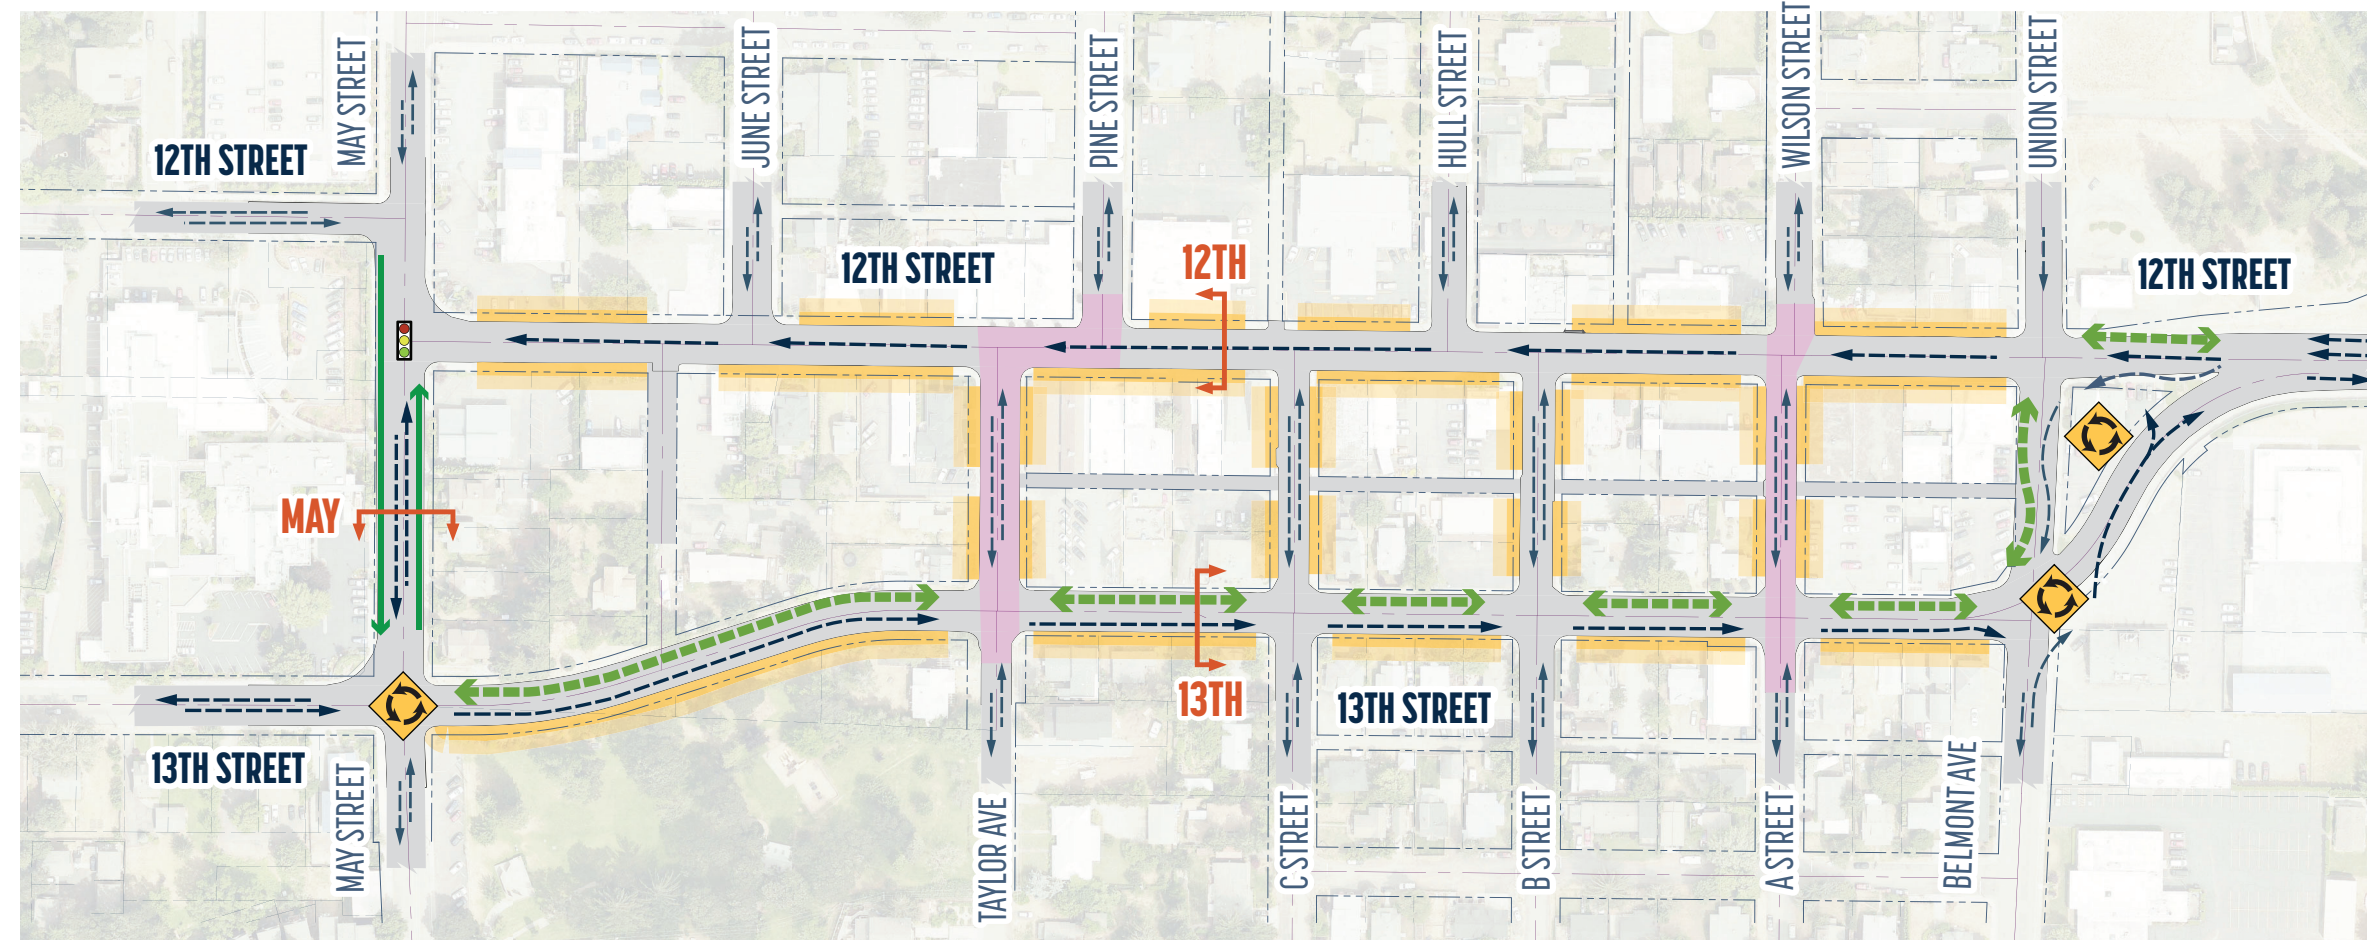 MAY STREET
JUNE STREET
PINE STREET
HULL STREET
WILSON STREET
UNION STREET
12TH STREET
12TH STREET
12TH
12TH STREET
MAY
13TH
13TH STREET
13TH STREET
MAY STREET
TAYLOR AVE
C STREET
B STREET
A STREET
BELMONT AVE